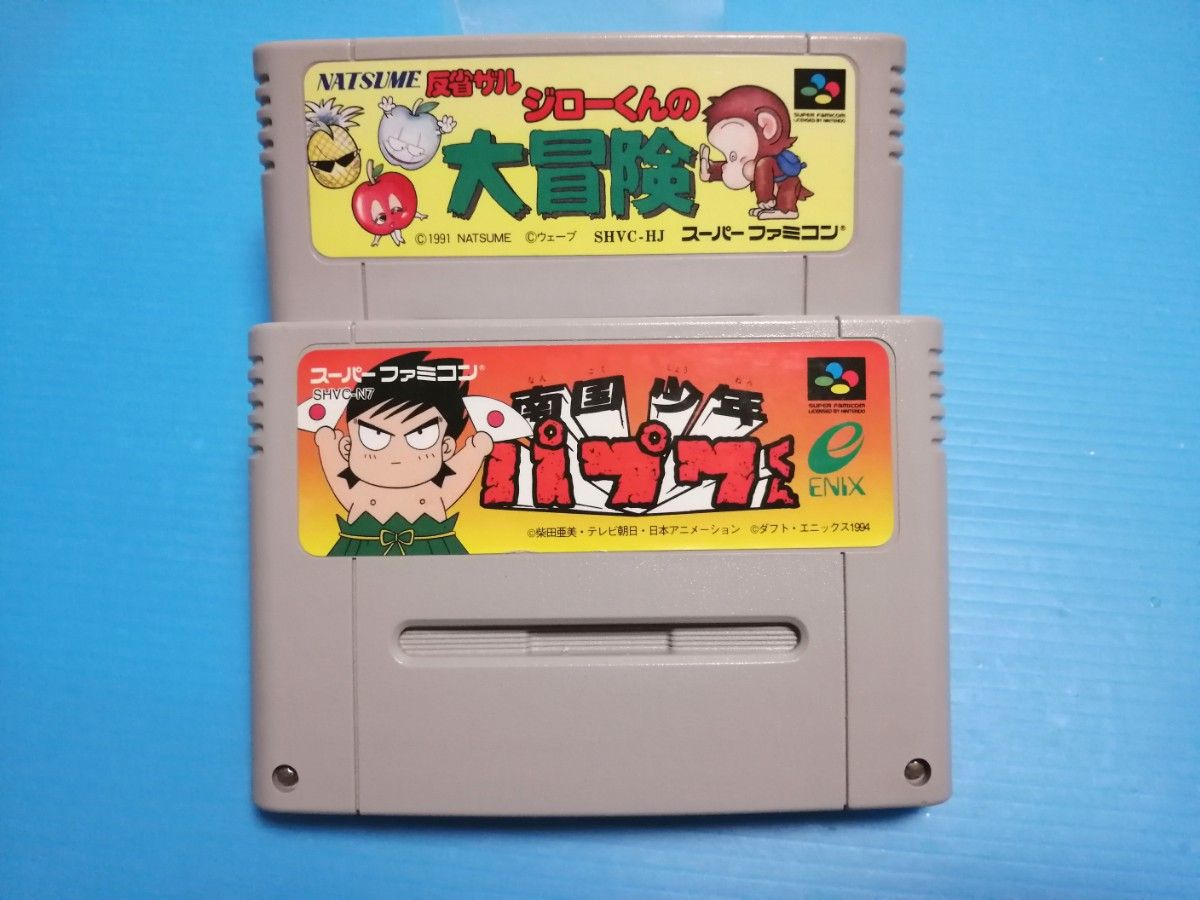 NATSUME
反省ザル
ジローくんの
大冒険
SUPER FAMICOM
LICENSED BY NINTENDO
©1991 NATSUME ©ウェーブ SHVC-HJ スーパーファミコン®
スーパーファミコン®
SHVC-N7
なん ごく しょう ねん
南国少年
パプワくん
SUPER FAMICOM
LICENSED BY NINTENDO
ENIX
©柴田亜美・テレビ朝日・日本アニメーション ©ダフト・エニックス1994